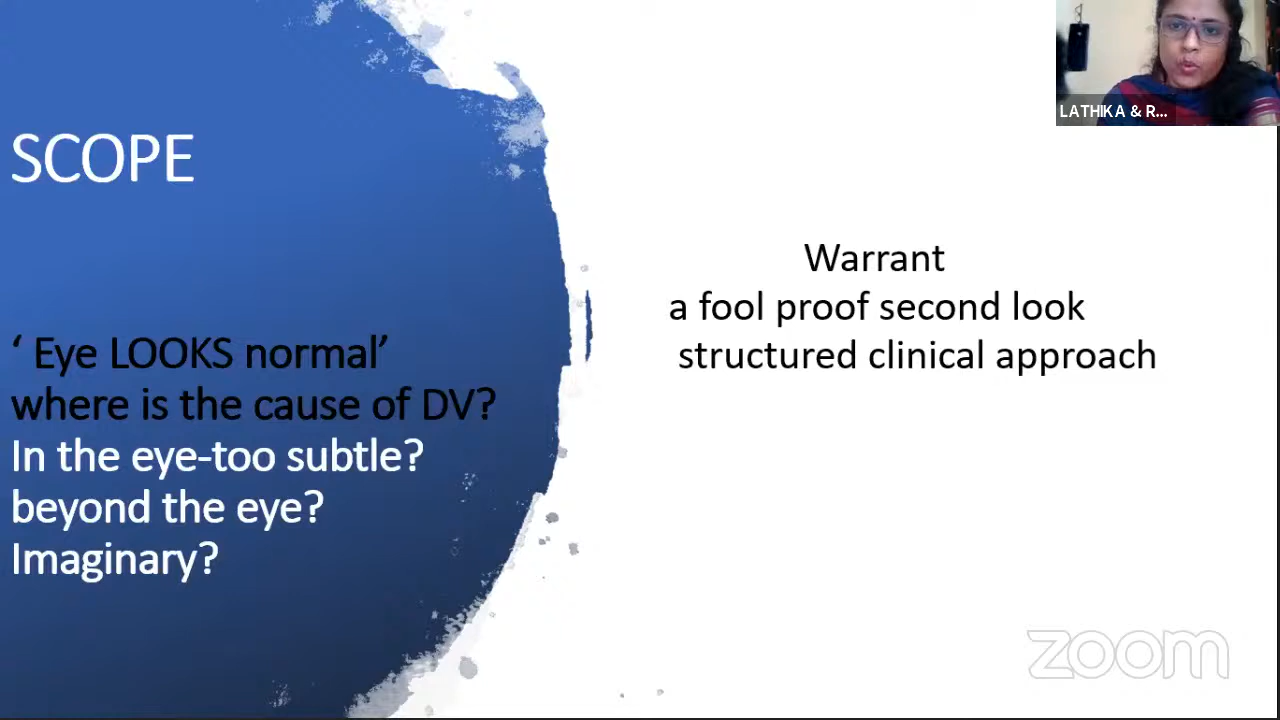 SCOPE
‘ Eye LOOKS normal’
where is the cause of DV?
In the eye-too subtle?
beyond the eye?
Imaginary?
Warrant
a fool proof second look
structured clinical approach
LATHIKA & R...
zoom